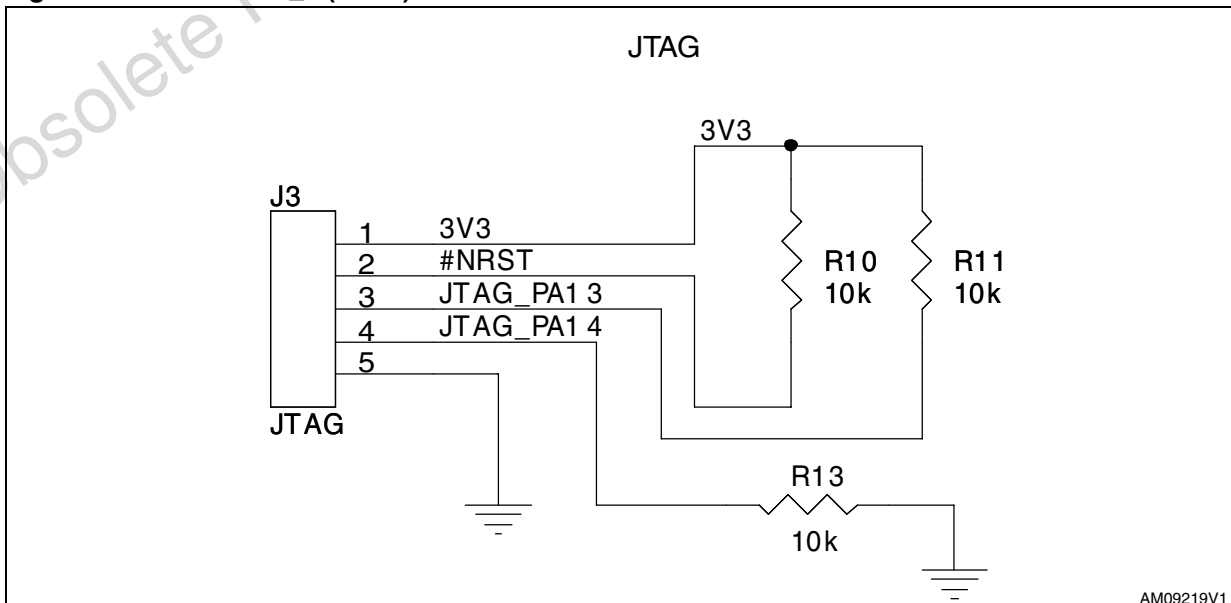 obsolete
JTAG
3V3
J3
1 3V3
2 #NRST
3 JTAG_PA1 3
4 JTAG_PA1 4
5
JTAG
R10
10k
R11
10k
R13
10k
AM09219V1